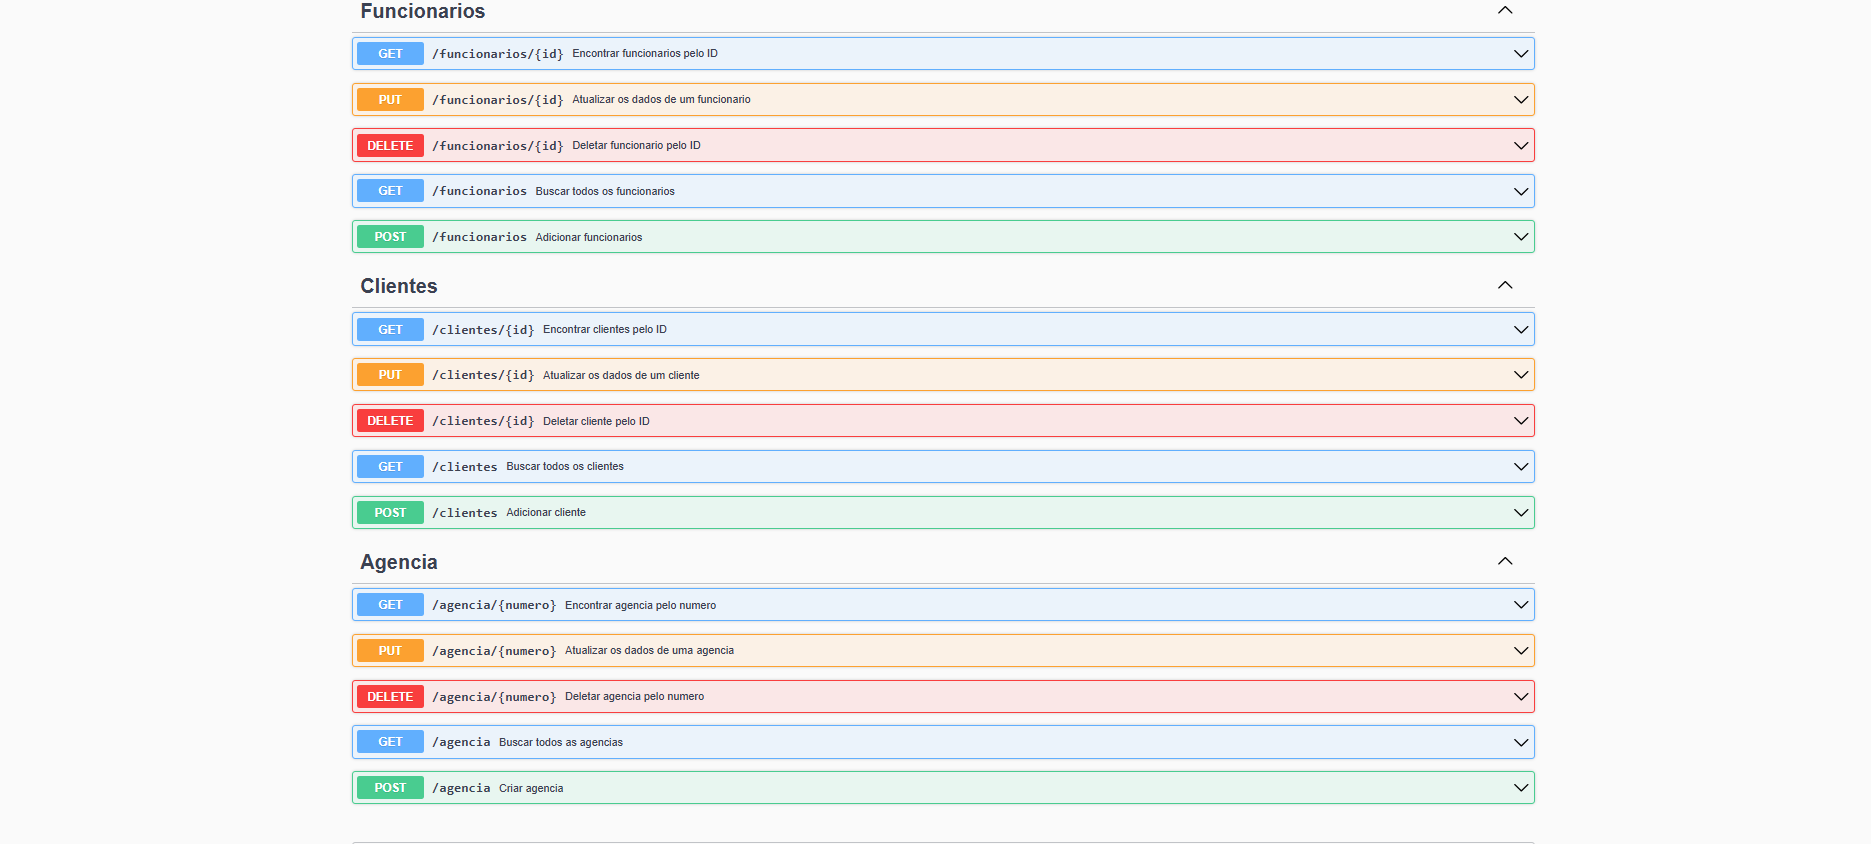 Funcionarios
GET /funcionarios/{id} Encontrar funcionarios pelo ID
PUT /funcionarios/{id} Atualizar os dados de um funcionario
DELETE /funcionarios/{id} Deletar funcionario pelo ID
GET /funcionarios Buscar todos os funcionarios
POST /funcionarios Adicionar funcionarios
Clientes
GET /clientes/{id} Encontrar clientes pelo ID
PUT /clientes/{id} Atualizar os dados de um cliente
DELETE /clientes/{id} Deletar cliente pelo ID
GET /clientes Buscar todos os clientes
POST /clientes Adicionar cliente
Agencia
GET /agencia/{numero} Encontrar agencia pelo numero
PUT /agencia/{numero} Atualizar os dados de uma agencia
DELETE /agencia/{numero} Deletar agencia pelo numero
GET /agencia Buscar todos as agencias
POST /agencia Criar agencia